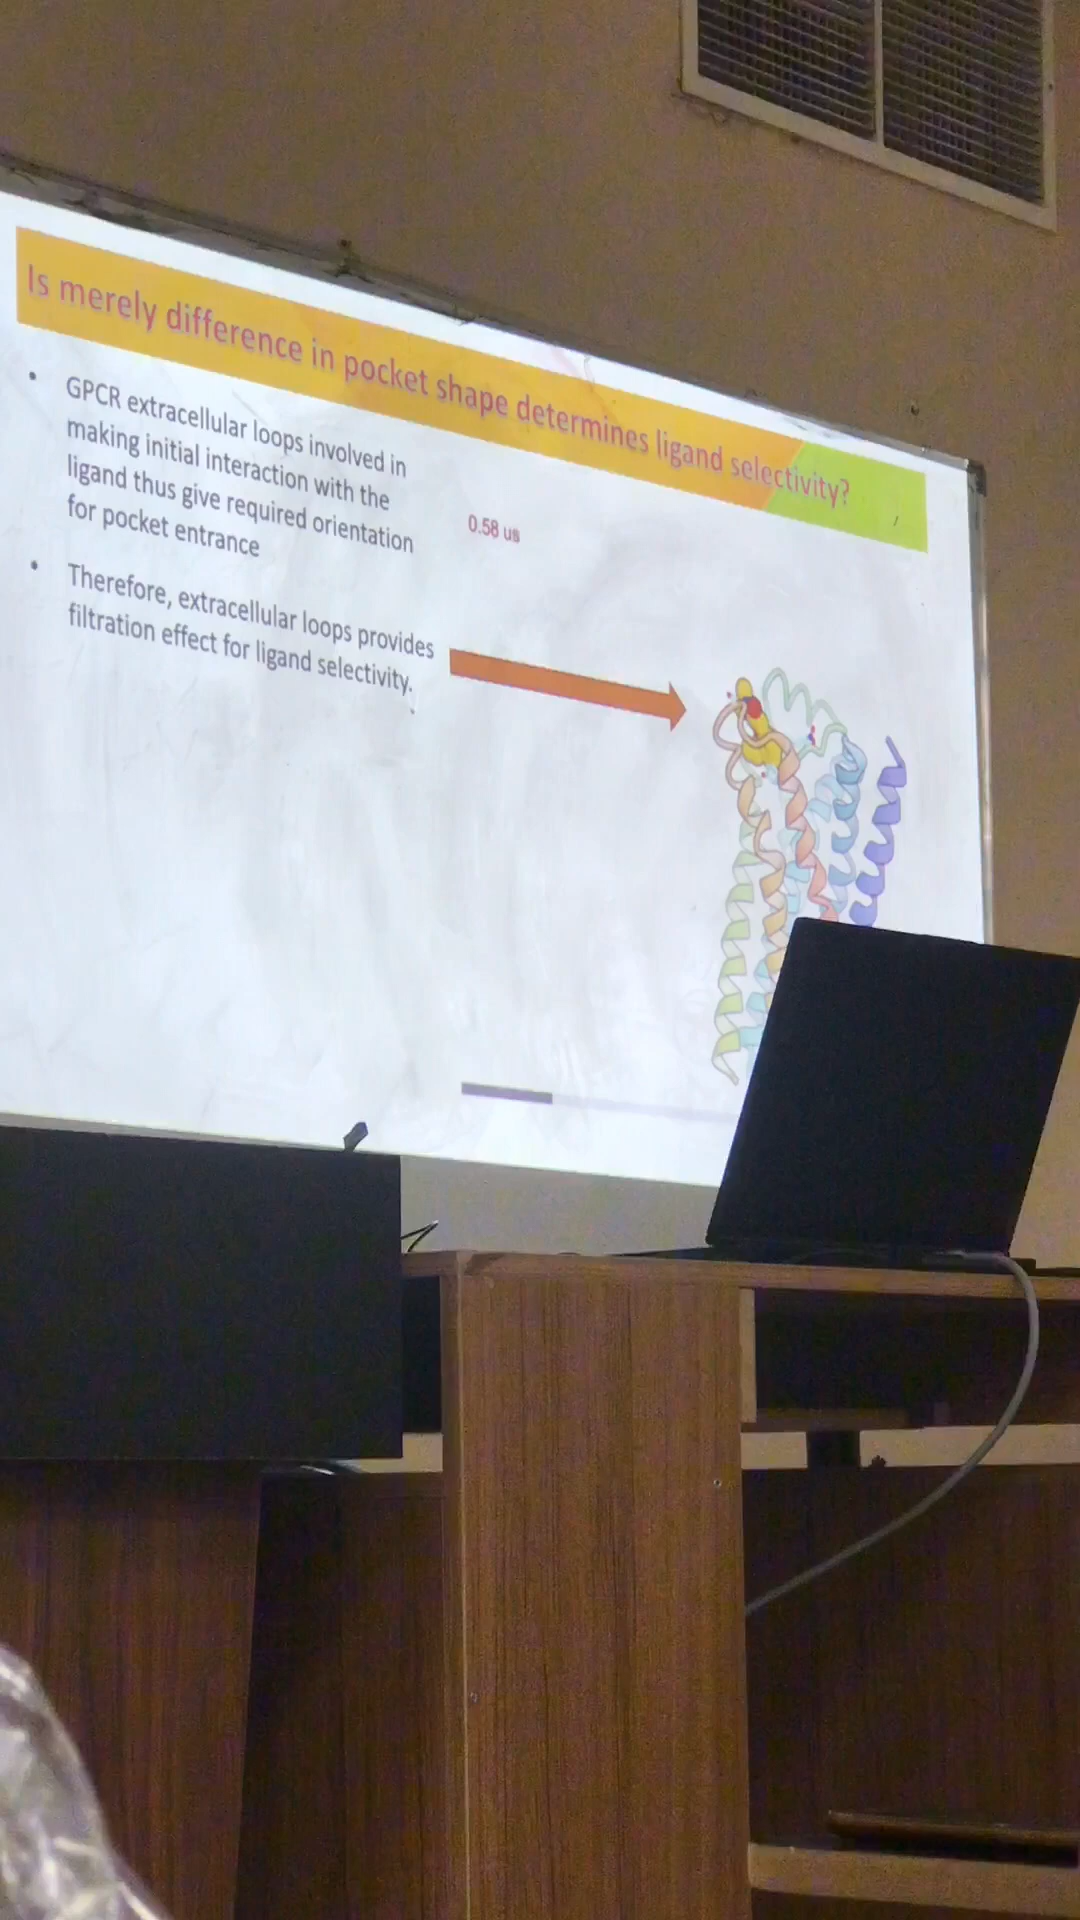 Is merely difference in pocket shape determines ligand selectivity?
• GPCR extracellular loops involved in
making initial interaction with the
ligand thus give required orientation
for pocket entrance
• Therefore, extracellular loops provides
filtration effect for ligand selectivity.
0.58 us